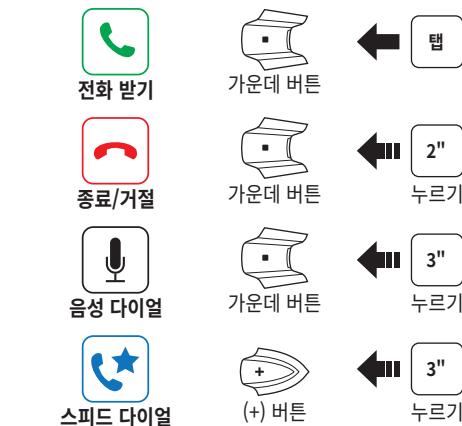 탭
전화 받기
가운데 버튼
2"
종료/거절
가운데 버튼
누르기
3"
음성 다이얼
가운데 버튼
누르기
+
3"
스피드 다이얼
(+) 버튼
누르기